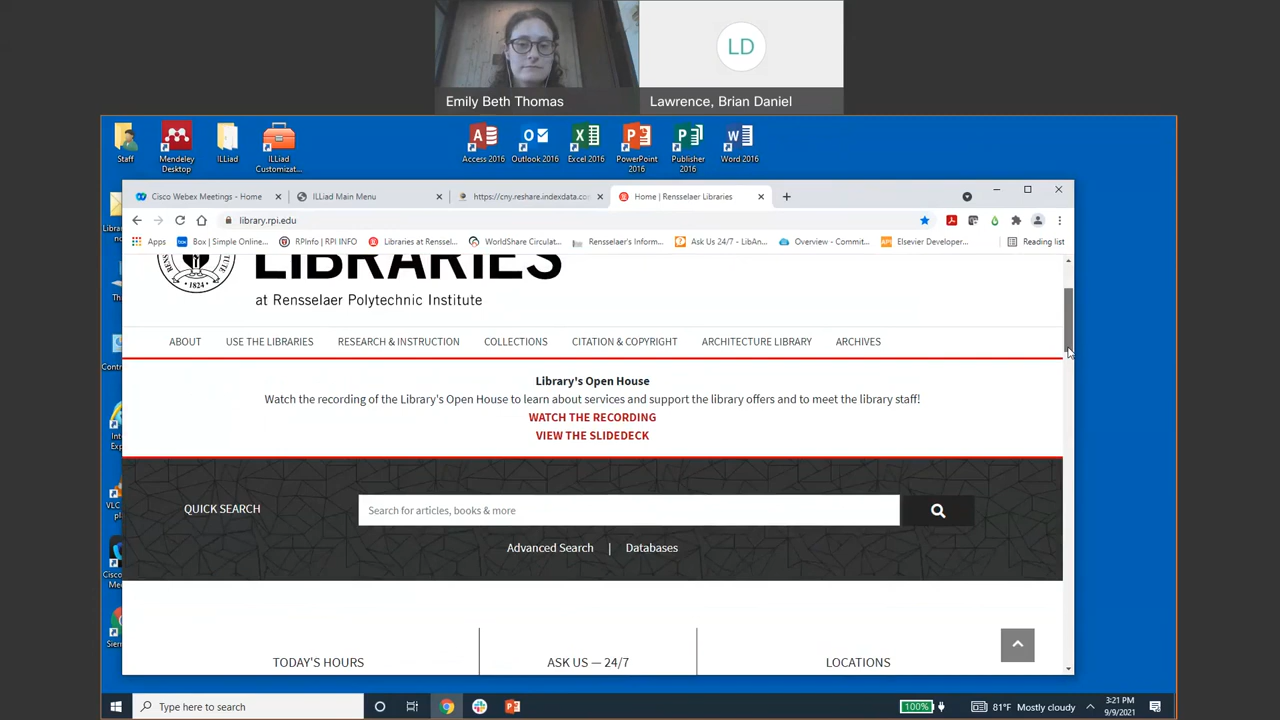 Emily Beth Thomas
LD
Lawrence, Brian Daniel
Staff
Mendeley
Desktop
ILLiad
ILLiad
Customizat...
Access 2016
Outlook 2016
Excel 2016
PowerPoint
2016
Publisher
2016
Word 2016
Cisco Webex Meetings - Home
ILLiad Main Menu
https://cny.reshare.indexdata.co
Home | Rensselaer Libraries
library.rpi.edu
Apps
Box | Simple Online...
RPInfo | RPI INFO
Libraries at Renssel...
WorldShare Circulat...
Rensselaer's Inform...
Ask Us 24/7 - LibAn...
Overview - Commit...
API
Elsevier Developer...
Reading list
LIBRARIES
1824
at Rensselaer Polytechnic Institute
ABOUT
USE THE LIBRARIES
RESEARCH & INSTRUCTION
COLLECTIONS
CITATION & COPYRIGHT
ARCHITECTURE LIBRARY
ARCHIVES
Library's Open House
Watch the recording of the Library's Open House to learn about services and support the library offers and to meet the library staff!
WATCH THE RECORDING
VIEW THE SLIDEDECK
QUICK SEARCH
Search for articles, books & more
Advanced Search | Databases
TODAY'S HOURS
ASK US — 24/7
LOCATIONS
Type here to search
100%
81°F Mostly cloudy
3:21 PM
9/9/2021